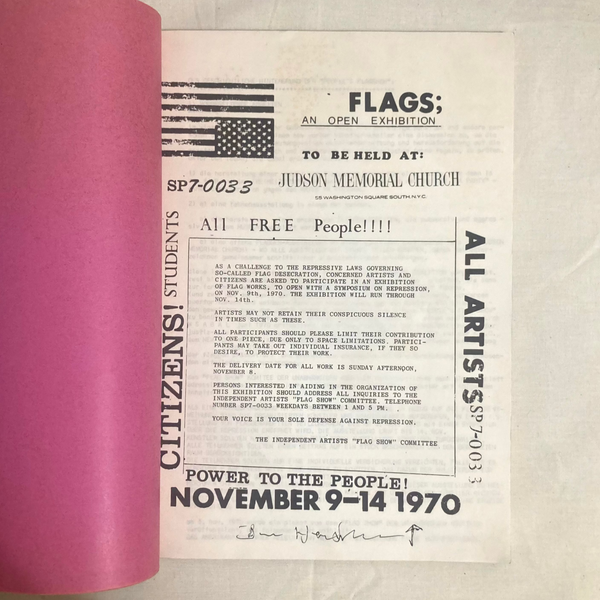 FLAGS;
AN OPEN EXHIBITION
TO BE HELD AT:
SP7-0033
JUDSON MEMORIAL CHURCH
55 WASHINGTON SQUARE SOUTH. N.Y.C.
All FREE People!!!!
CITIZENS! STUDENTS
AS A CHALLENGE TO THE REPRESSIVE LAWS GOVERNING
SO-CALLED FLAG DESECRATION, CONCERNED ARTISTS AND
CITIZENS ARE ASKED TO PARTICIPATE IN AN EXHIBITION
OF FLAG WORKS, TO OPEN WITH A SYMPOSIUM ON REPRESSION,
ON NOV. 9th, 1970. THE EXHIBITION WILL RUN THROUGH
NOV. 14th.
ARTISTS MAY NOT RETAIN THEIR CONSPICUOUS SILENCE
IN TIMES SUCH AS THESE.
ALL PARTICIPANTS SHOULD PLEASE LIMIT THEIR CONTRIBUTION
TO ONE PIECE, DUE ONLY TO SPACE LIMITATIONS. PARTICI-
PANTS MAY TAKE OUT INDIVIDUAL INSURANCE, IF THEY SO
DESIRE, TO PROTECT THEIR WORK.
THE DELIVERY DATE FOR ALL WORK IS SUNDAY AFTERNOON,
NOVEMBER 8.
PERSONS INTERESTED IN AIDING IN THE ORGANIZATION OF
THIS EXHIBITION SHOULD ADDRESS ALL INQUIRIES TO THE
INDEPENDENT ARTISTS "FLAG SHOW" COMMITTEE. TELEPHONE
NUMBER SP7-0033 WEEKDAYS BETWEEN 1 AND 5 PM.
YOUR VOICE IS YOUR SOLE DEFENSE AGAINST REPRESSION.
THE INDEPENDENT ARTISTS "FLAG SHOW" COMMITTEE
ALL ARTISTS SP7-0033
POWER TO THE PEOPLE!
NOVEMBER 9-14 1970